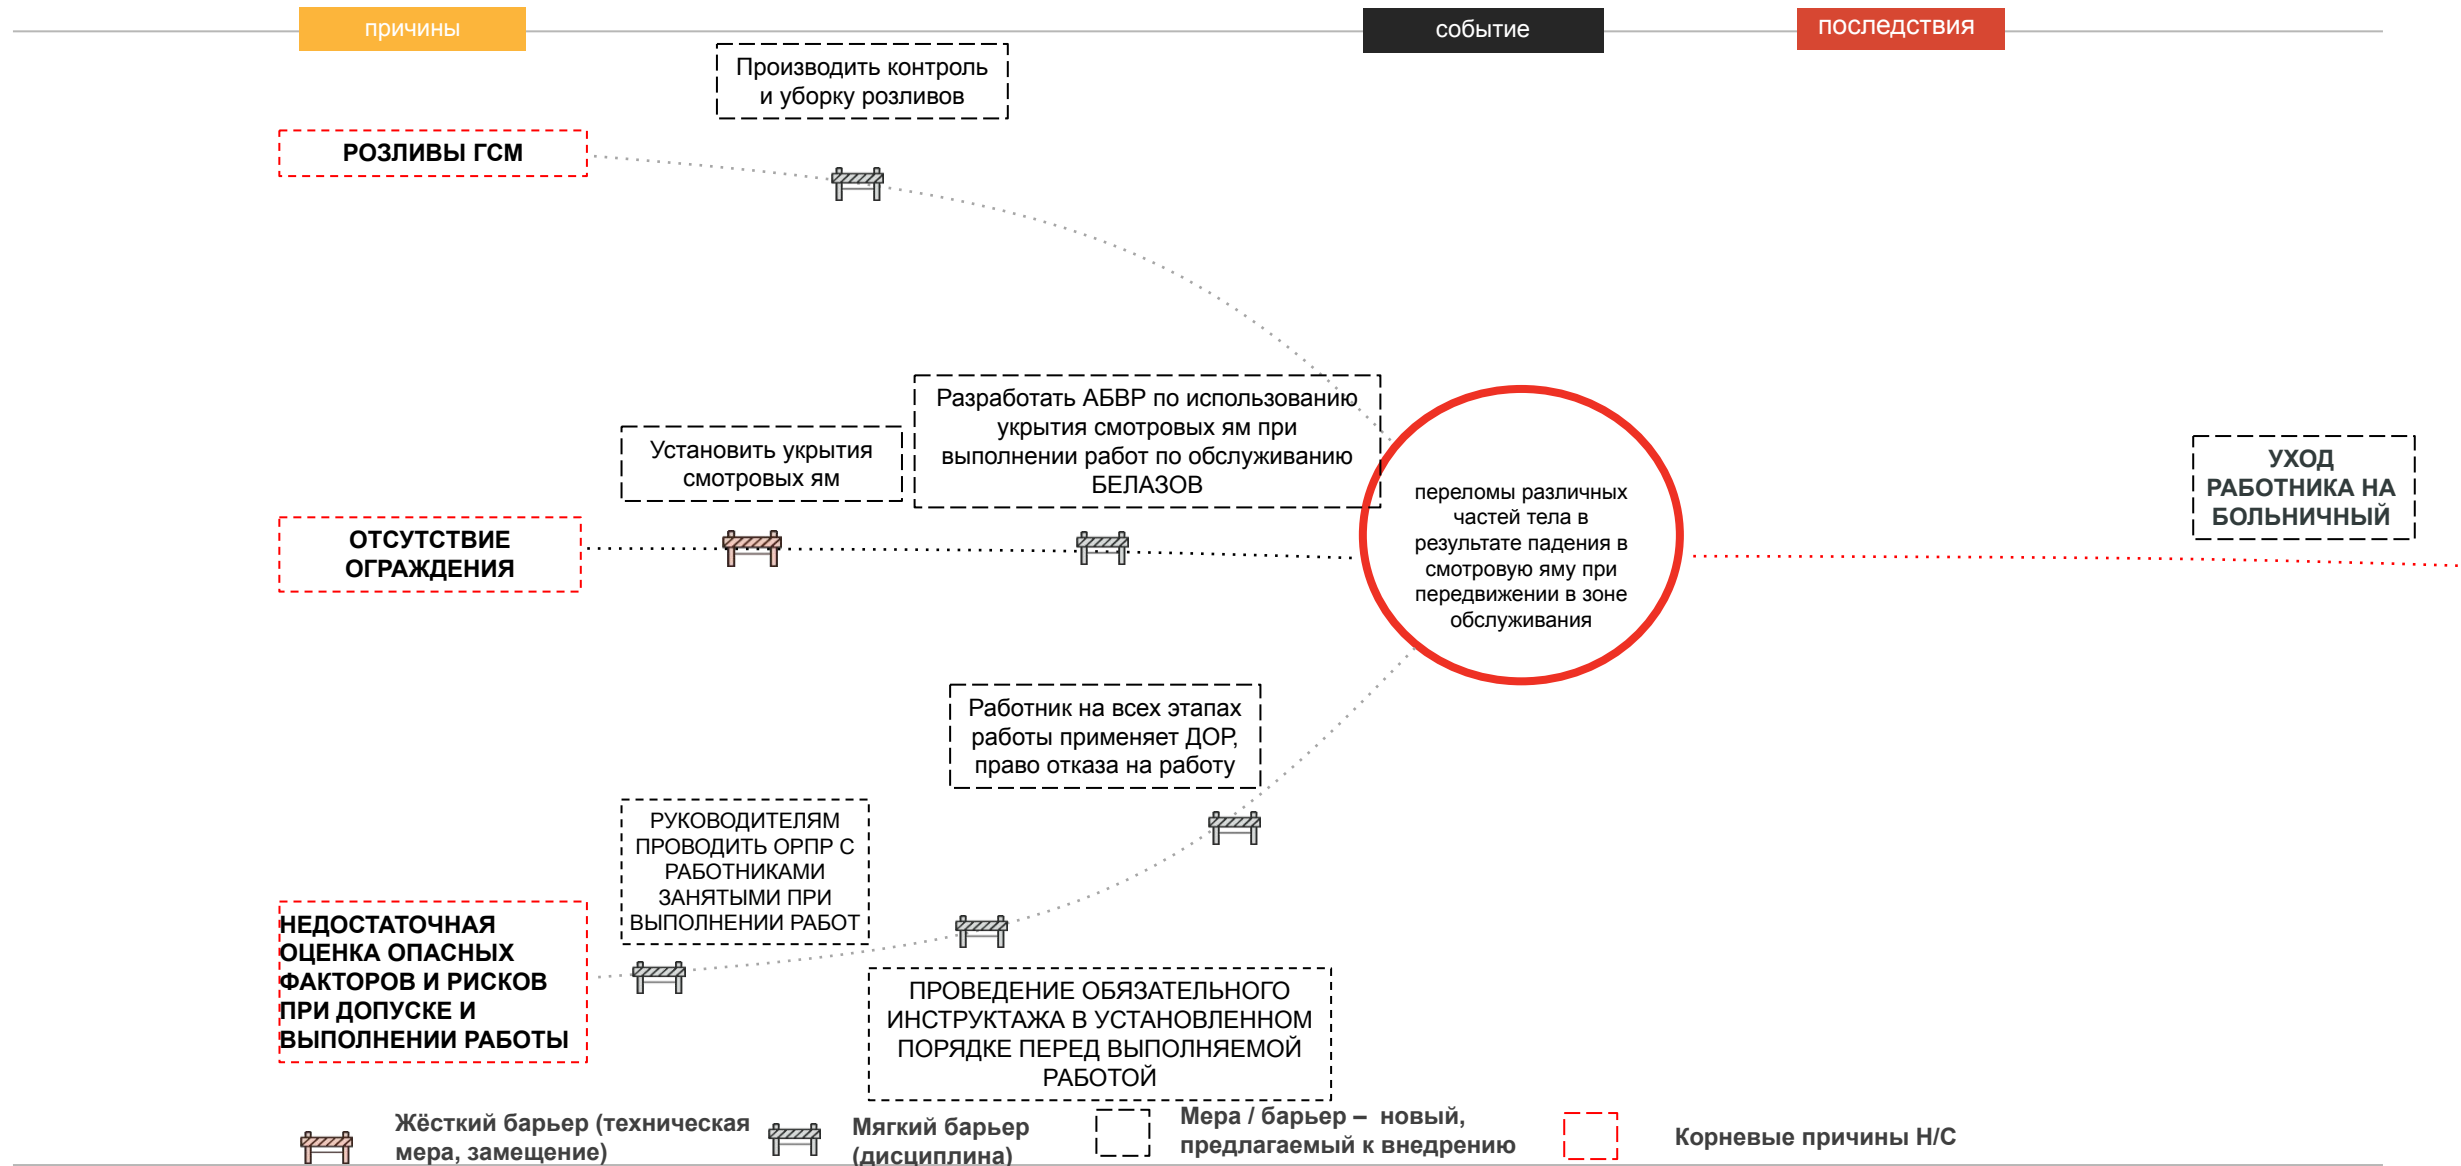 причины
событие
последствия
Производить контроль
и уборку розливов
РОЗЛИВЫ ГСМ
Разработать АБВР по использованию
укрытия смотровых ям при
выполнении работ по обслуживанию
БЕЛАЗОВ
Установить укрытия
смотровых ям
ОТСУТСТВИЕ
ОГРАЖДЕНИЯ
переломы различных
частей тела в
результате падения в
смотровую яму при
передвижении в зоне
обслуживания
УХОД
РАБОТНИКА НА
БОЛЬНИЧНЫЙ
Работник на всех этапах
работы применяет ДОР,
право отказа на работу
РУКОВОДИТЕЛЯМ
ПРОВОДИТЬ ОРПР С
РАБОТНИКАМИ
ЗАНЯТЫМИ ПРИ
ВЫПОЛНЕНИИ РАБОТ
НЕДОСТАТОЧНАЯ
ОЦЕНКА ОПАСНЫХ
ФАКТОРОВ И РИСКОВ
ПРИ ДОПУСКЕ И
ВЫПОЛНЕНИИ РАБОТЫ
ПРОВЕДЕНИЕ ОБЯЗАТЕЛЬНОГО
ИНСТРУКТАЖА В УСТАНОВЛЕННОМ
ПОРЯДКЕ ПЕРЕД ВЫПОЛНЯЕМОЙ
РАБОТОЙ
Жёсткий барьер (техническая
мера, замещение)
Мягкий барьер
(дисциплина)
Мера / барьер – новый,
предлагаемый к внедрению
Корневые причины Н/С